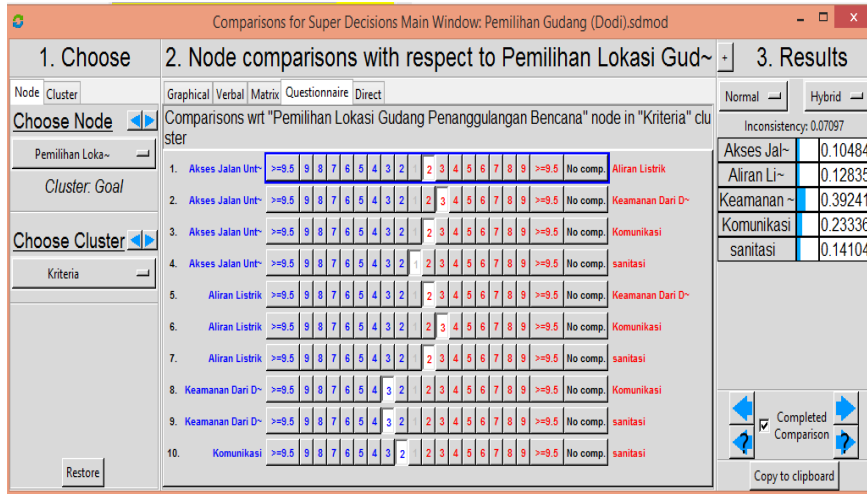 Comparisons for Super Decisions Main Window: Pemilihan Gudang (Dodi).sdmod
1. Choose
Node Cluster
Choose Node
Pemilihan Loka~
Cluster: Goal
Choose Cluster
Kriteria
Restore
2. Node comparisons with respect to Pemilihan Lokasi Gud~
Graphical Verbal Matrix Questionnaire Direct
Comparisons wrt "Pemilihan Lokasi Gudang Penanggulangan Bencana" node in "Kriteria" clu
ster
1. Akses Jalan Unt~ >=9.5 9 8 7 6 5 4 3 2 1 2 3 4 5 6 7 8 9 >=9.5 No comp. Aliran Listrik
2. Akses Jalan Unt~ >=9.5 9 8 7 6 5 4 3 2 1 2 3 4 5 6 7 8 9 >=9.5 No comp. Keamanan Dari D~
3. Akses Jalan Unt~ >=9.5 9 8 7 6 5 4 3 2 1 2 3 4 5 6 7 8 9 >=9.5 No comp. Komunikasi
4. Akses Jalan Unt~ >=9.5 9 8 7 6 5 4 3 2 1 2 3 4 5 6 7 8 9 >=9.5 No comp. sanitasi
5. Aliran Listrik >=9.5 9 8 7 6 5 4 3 2 1 2 3 4 5 6 7 8 9 >=9.5 No comp. Keamanan Dari D~
6. Aliran Listrik >=9.5 9 8 7 6 5 4 3 2 1 2 3 4 5 6 7 8 9 >=9.5 No comp. Komunikasi
7. Aliran Listrik >=9.5 9 8 7 6 5 4 3 2 1 2 3 4 5 6 7 8 9 >=9.5 No comp. sanitasi
8. Keamanan Dari D~ >=9.5 9 8 7 6 5 4 3 2 1 2 3 4 5 6 7 8 9 >=9.5 No comp. Komunikasi
9. Keamanan Dari D~ >=9.5 9 8 7 6 5 4 3 2 1 2 3 4 5 6 7 8 9 >=9.5 No comp. sanitasi
10. Komunikasi >=9.5 9 8 7 6 5 4 3 2 1 2 3 4 5 6 7 8 9 >=9.5 No comp. sanitasi
+ 3. Results
Normal Hybrid
Inconsistency: 0.07097
Akses Jal~ 0.10484
Aliran Li~ 0.12835
Keamanan ~ 0.39241
Komunikasi 0.23336
sanitasi 0.14104
Completed
Comparison
? ?
Copy to clipboard